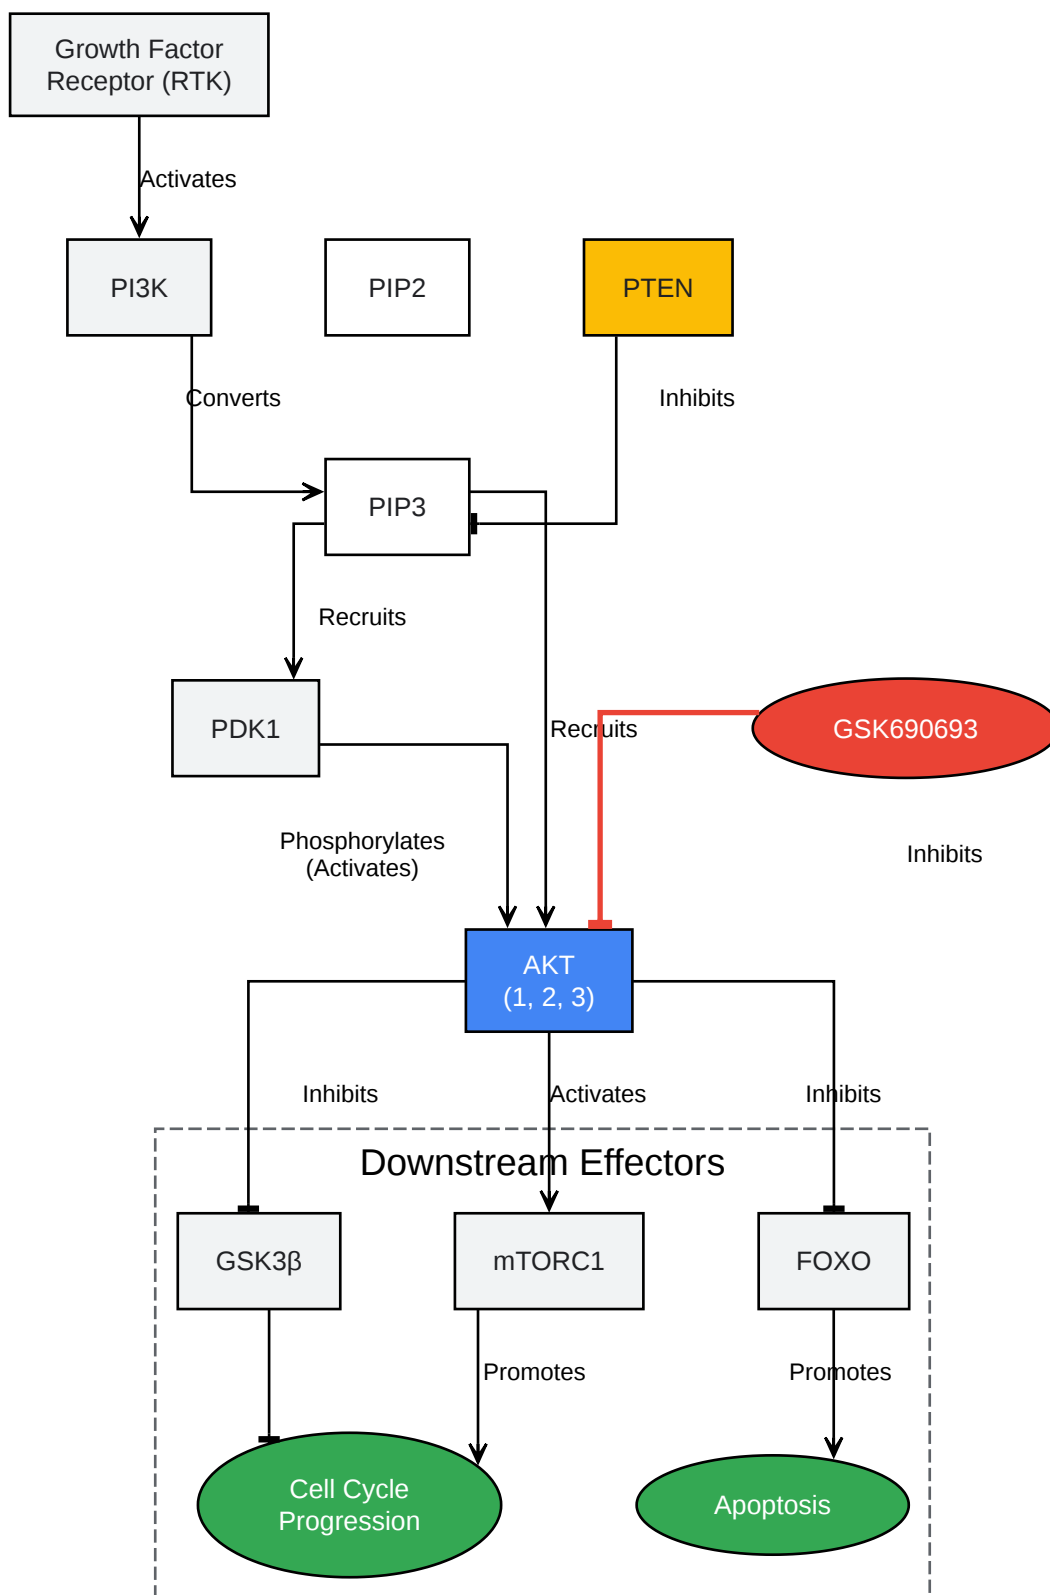 Growth Factor
Receptor (RTK)
Activates
PI3K
PIP2
PTEN
Converts
Inhibits
PIP3
Recruits
PDK1
Recruits
GSK690693
Phosphorylates
(Activates)
Inhibits
AKT
(1, 2, 3)
Inhibits
Activates
Inhibits
Downstream Effectors
GSK3β
mTORC1
FOXO
Promotes
Promotes
Cell Cycle
Progression
Apoptosis